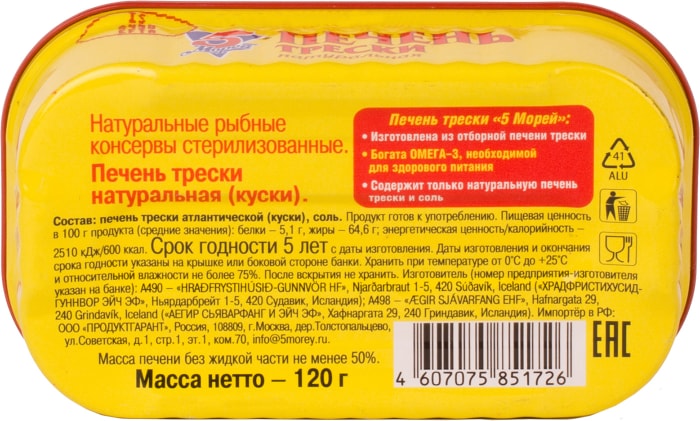 5 Морей
ПЕЧЕНЬ
ТРЕСКИ
натуральная
Натуральные рыбные
консервы стерилизованные.
Печень трески
натуральная (куски).
Печень трески «5 Морей»:
• Изготовлена из отборной печени трески
• Богата ОМЕГА–3, необходимой
для здорового питания
• Содержит только натуральную печень
трески и соль
41
ALU
Состав: печень трески атлантической (куски), соль. Продукт готов к употреблению. Пищевая ценность
в 100 г продукта (средние значения): белки – 5,1 г, жиры – 64,6 г; энергетическая ценность/калорийность –
2510 кДж/600 ккал. Срок годности 5 лет с даты изготовления. Даты изготовления и окончания
срока годности указаны на крышке или боковой стороне банки. Хранить при температуре от 0°С до +25°С
и относительной влажности не более 75%. После вскрытия не хранить. Изготовитель (номер предприятия-изготовителя
указан на банке): А490 – «HRAÐFRYSTIHÚSIÐ-GUNNVÖR HF», Njarðarbraut 1-5, 420 Súðavík, Iceland («ХРАДФРИСТИХУСИД-
ГУННВОР ЭЙЧ ЭФ», Ньярдарбрейт 1-5, 420 Судавик, Исландия); А498 – «ÆGIR SJÁVARFANG EHF», Hafnargata 29,
240 Grindavík, Iceland («АЕГИР СЬЯВАРФАНГ И ЭЙЧ ЭФ», Хафнаргата 29, 240 Гриндавик, Исландия). Импортёр в РФ:
ООО «ПРОДУКТГАРАНТ», Россия, 108809, г.Москва, дер.Толстопальцево,
ул.Советская, д.1, стр.1, эт.1, ком.70, info@5morey.ru
Масса печени без жидкой части не менее 50%.
Масса нетто – 120 г
4 607075 851726
EAC